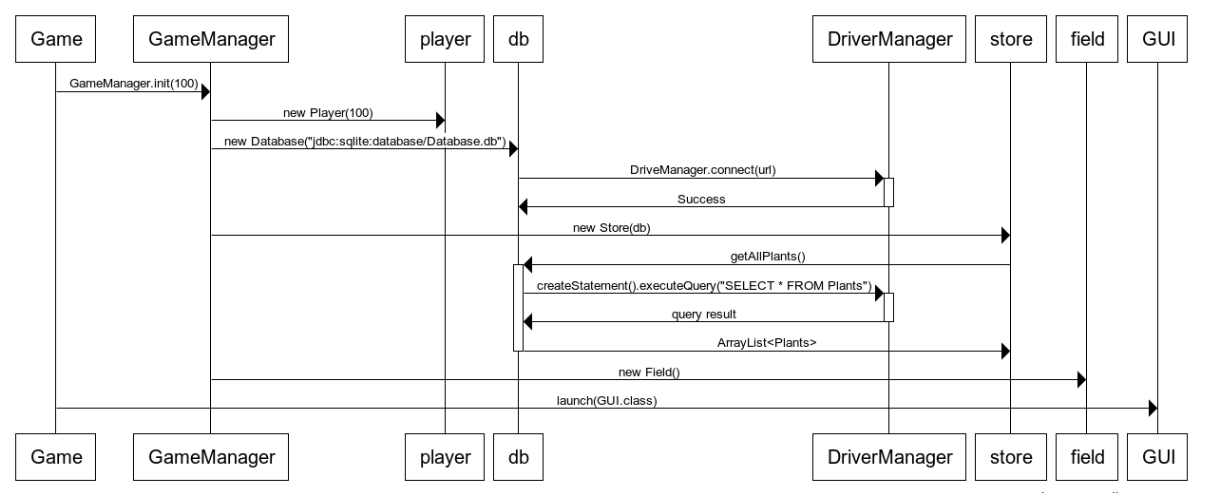 Game GameManager player db DriverManager store field GUI
GameManager.init(100)
new Player(100)
new Database("jdbc:sqlite:database/Database.db")
DriveManager.connect(url)
Success
new Store(db)
getAllPlants()
createStatement().executeQuery("SELECT * FROM Plants")
query result
ArrayList<Plants>
new Field()
launch(GUI.class)
Game GameManager player db DriverManager store field GUI